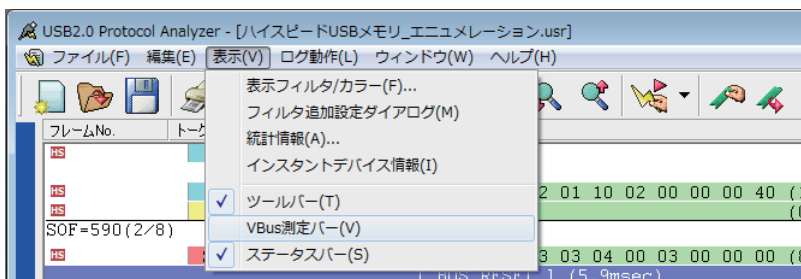 USB2.0 Protocol Analyzer - [ハイスピードUSBメモリ_エニュメレーション.usr]
ファイル(F) 編集(E) 表示(V) ログ動作(L) ウィンドウ(W) ヘルプ(H)
表示フィルタ/カラー(F)...
フィルタ追加設定ダイアログ(M)
統計情報(A)...
インスタントデバイス情報(I)
ツールバー(T)
VBus測定バー(V)
ステータスバー(S)
フレームNo.
HS
HS 2 01 10 02 00 00 00 40 (
HS
SOF=590(2/8)
HS 3 03 04 00 03 00 00 00 (
[ BUS RESET ] (5.9msec)